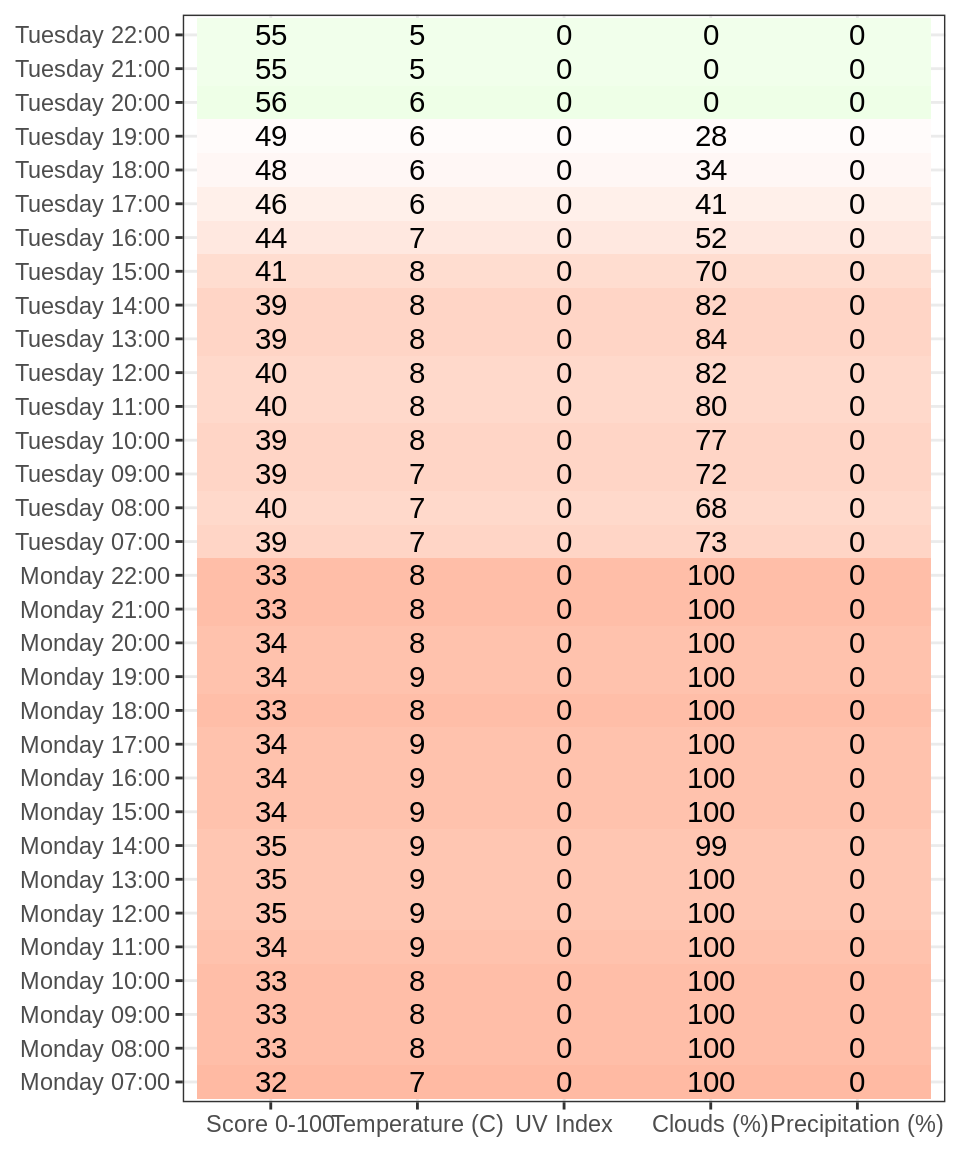 Tuesday 22:00 55 5 0 0 0
Tuesday 21:00 55 5 0 0 0
Tuesday 20:00 56 6 0 0 0
Tuesday 19:00 49 6 0 28 0
Tuesday 18:00 48 6 0 34 0
Tuesday 17:00 46 6 0 41 0
Tuesday 16:00 44 7 0 52 0
Tuesday 15:00 41 8 0 70 0
Tuesday 14:00 39 8 0 82 0
Tuesday 13:00 39 8 0 84 0
Tuesday 12:00 40 8 0 82 0
Tuesday 11:00 40 8 0 80 0
Tuesday 10:00 39 8 0 77 0
Tuesday 09:00 39 7 0 72 0
Tuesday 08:00 40 7 0 68 0
Tuesday 07:00 39 7 0 73 0
Monday 22:00 33 8 0 100 0
Monday 21:00 33 8 0 100 0
Monday 20:00 34 8 0 100 0
Monday 19:00 34 9 0 100 0
Monday 18:00 33 8 0 100 0
Monday 17:00 34 9 0 100 0
Monday 16:00 34 9 0 100 0
Monday 15:00 34 9 0 100 0
Monday 14:00 35 9 0 99 0
Monday 13:00 35 9 0 100 0
Monday 12:00 35 9 0 100 0
Monday 11:00 34 9 0 100 0
Monday 10:00 33 8 0 100 0
Monday 09:00 33 8 0 100 0
Monday 08:00 33 8 0 100 0
Monday 07:00 32 7 0 100 0
Score 0-100 Temperature (C) UV Index Clouds (%) Precipitation (%)